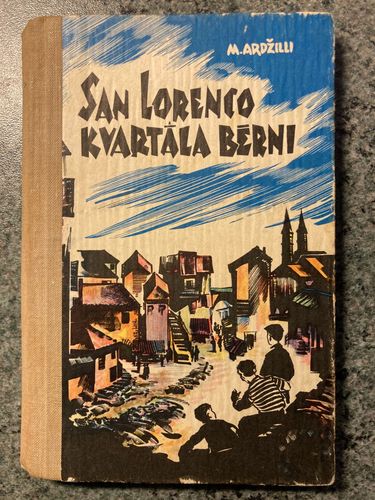 M. ARDŽILLI
SAN LORENCO
KVARTĀLA BĒRNI